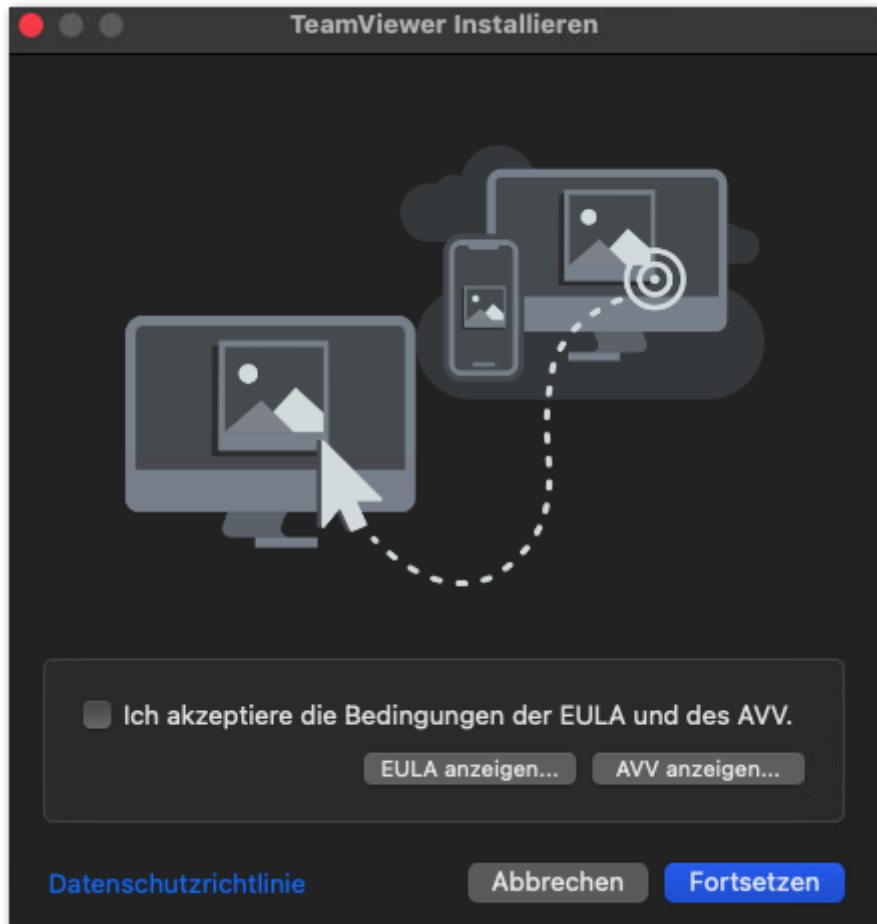 TeamViewer Installieren
Ich akzeptiere die Bedingungen der EULA und des AVV.
EULA anzeigen... AVV anzeigen...
Datenschutzrichtlinie Abbrechen Fortsetzen